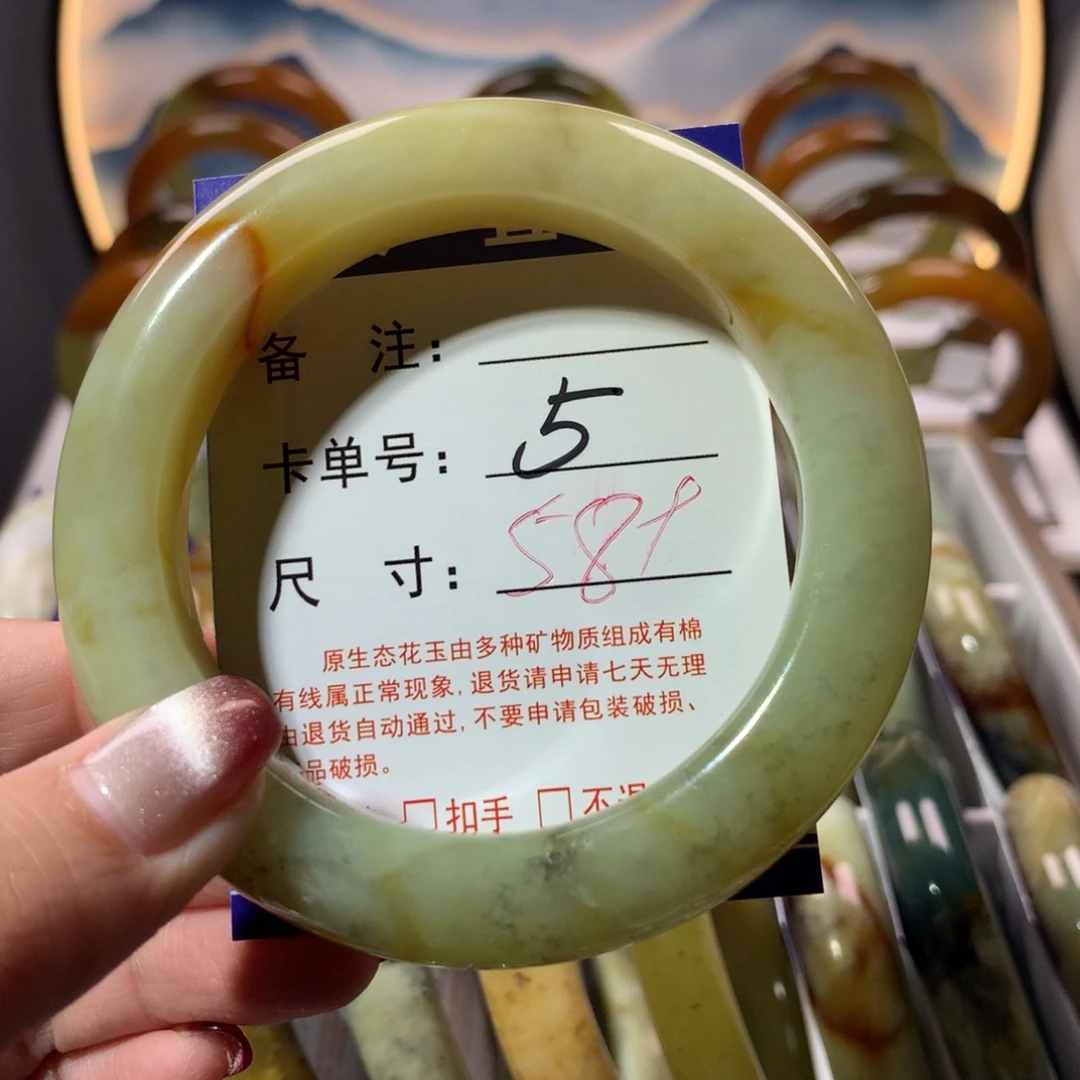 备 注：
卡单号：5
尺 寸：589
原生态花玉由多种矿物质组成有棉
有线属正常现象，退货请申请七天无理
由退货自动通过，不要申请包装破损、
品破损。
□扣手 □不退